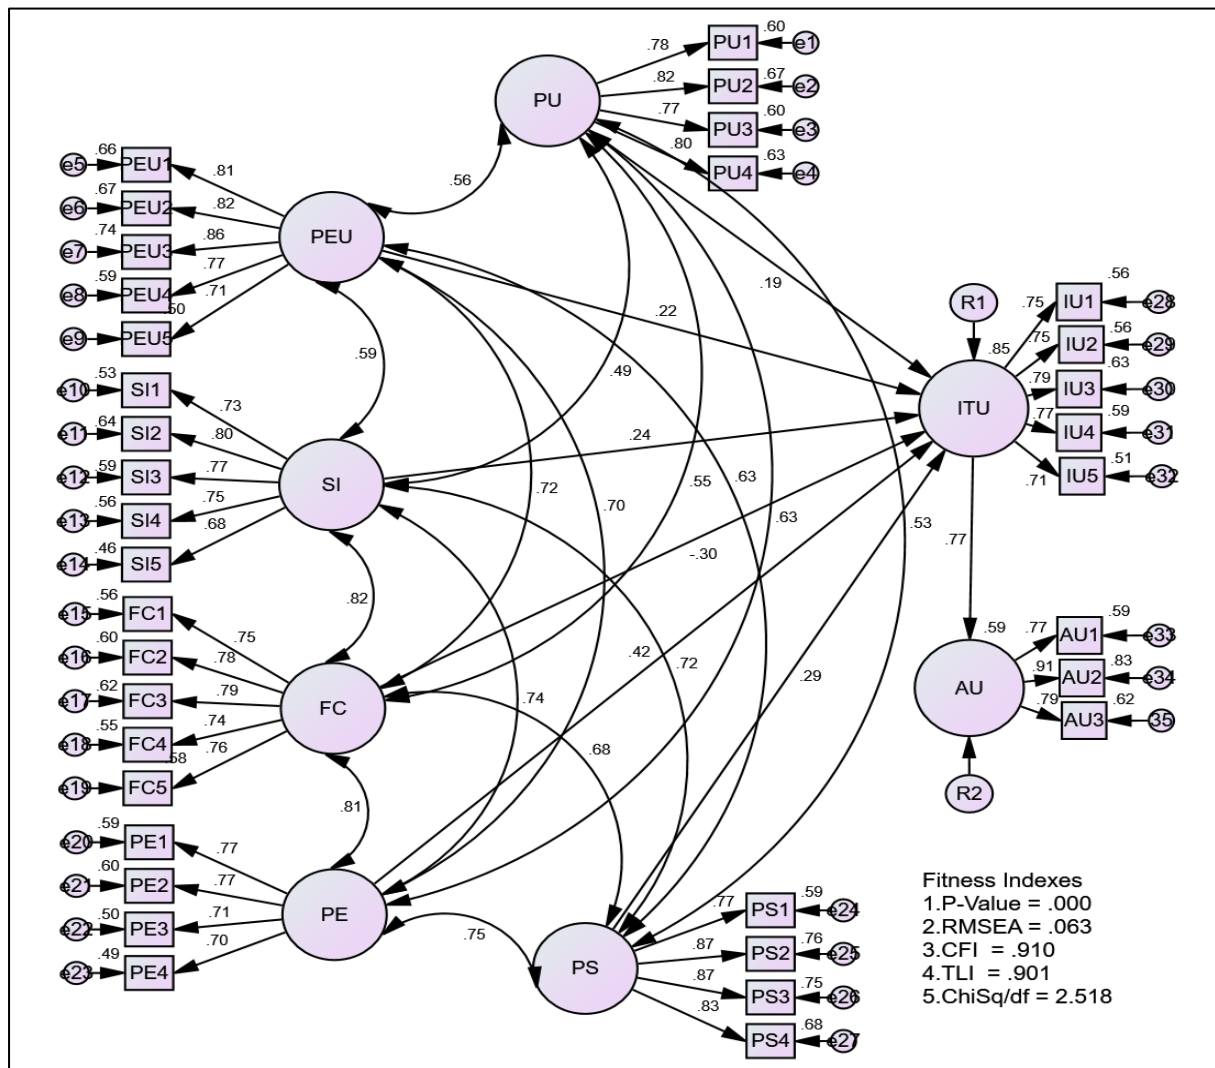 PU
.78
PU1
.60
e1
.82
PU2
.67
e2
.77
PU3
.60
e3
.80
PU4
.63
e4
.56
PEU
.81
PEU1
.66
e5
.82
PEU2
.67
e6
.86
PEU3
.74
e7
.77
PEU4
.59
e8
.71
PEU5
.50
e9
.59
.22
.19
.49
SI
.73
SI1
.53
e10
.80
SI2
.64
e11
.77
SI3
.59
e12
.75
SI4
.56
e13
.68
SI5
.46
e14
.24
.72
.70
.55
.63
.63
.53
-.30
.82
FC
.75
FC1
.56
e15
.78
FC2
.60
e16
.79
FC3
.62
e17
.74
FC4
.55
e18
.76
FC5
.58
e19
.42
.72
.29
.74
.68
.81
PE
.77
PE1
.59
e20
.77
PE2
.60
e21
.71
PE3
.50
e22
.70
PE4
.49
e23
.75
PS
.77
PS1
.59
e24
.87
PS2
.76
e25
.87
PS3
.75
e26
.83
PS4
.68
e27
R1
ITU
.85
.75
IU1
.56
e28
.75
IU2
.56
e29
.79
IU3
.63
e30
.77
IU4
.59
e31
.71
IU5
.51
e32
.77
AU
.59
.77
AU1
.59
e33
.91
AU2
.83
e34
.79
AU3
.62
35
R2
Fitness Indexes
1.P-Value = .000
2.RMSEA = .063
3.CFI = .910
4.TLI = .901
5.ChiSq/df = 2.518